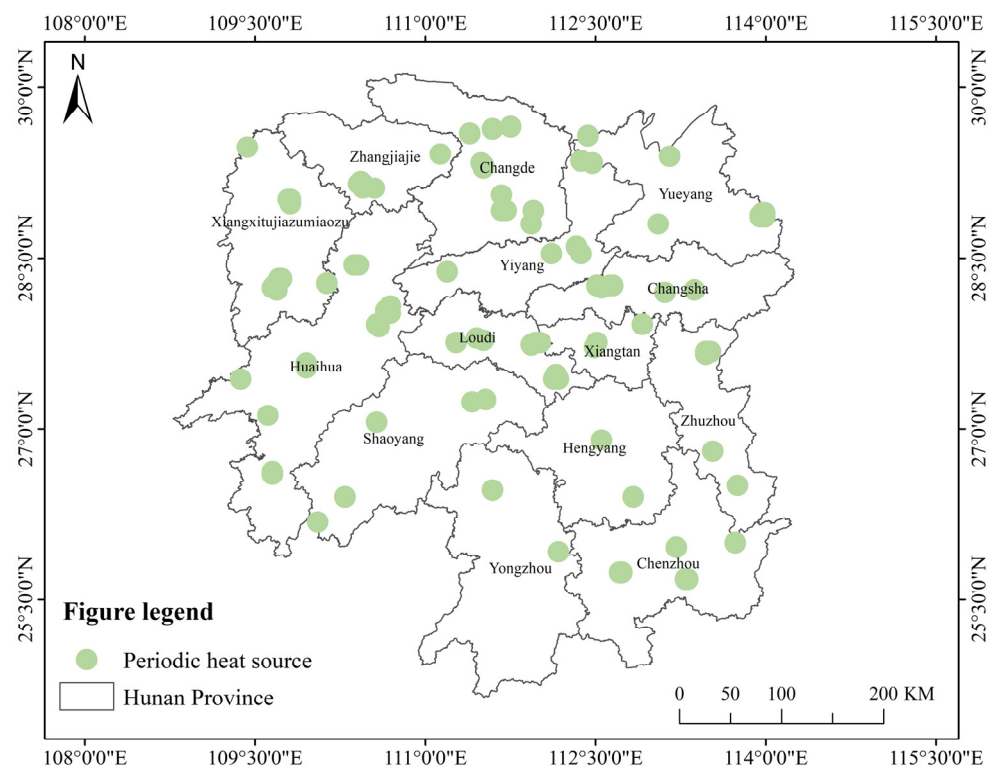 108°0'0"E 109°30'0"E 111°0'0"E 112°30'0"E 114°0'0"E 115°30'0"E
N
30°0'0"N 30°0'0"N
Zhangjiajie
Changde
Yueyang
Xiangxitujiazumiaozu
28°30'0"N 28°30'0"N
Yiyang
Changsha
Loudi
Xiangtan
Huaihua
Zhuzhou
27°0'0"N 27°0'0"N
Shaoyang
Hengyang
Yongzhou
Chenzhou
25°30'0"N 25°30'0"N
Figure legend
Periodic heat source
Hunan Province
0 50 100 200 KM
108°0'0"E 109°30'0"E 111°0'0"E 112°30'0"E 114°0'0"E 115°30'0"E